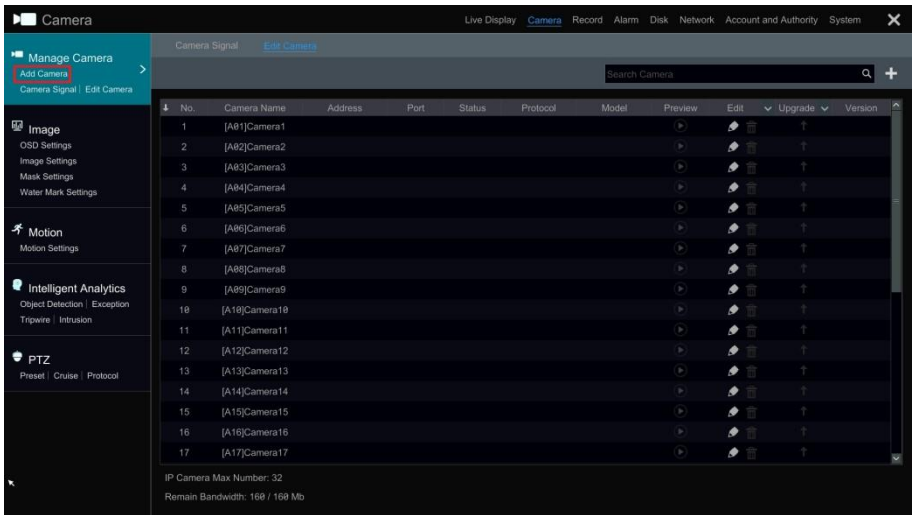 Camera
Live Display Camera Record Alarm Disk Network Account and Authority System
Manage Camera
Add Camera
Camera Signal | Edit Camera
Image
OSD Settings
Image Settings
Mask Settings
Water Mark Settings
Motion
Motion Settings
Intelligent Analytics
Object Detection | Exception
Tripwire | Intrusion
PTZ
Preset | Cruise | Protocol
Camera Signal Edit Camera
Search Camera
No. Camera Name Address Port Status Protocol Model Preview Edit Upgrade Version
1 [A01]Camera1
2 [A02]Camera2
3 [A03]Camera3
4 [A04]Camera4
5 [A05]Camera5
6 [A06]Camera6
7 [A07]Camera7
8 [A08]Camera8
9 [A09]Camera9
10 [A10]Camera10
11 [A11]Camera11
12 [A12]Camera12
13 [A13]Camera13
14 [A14]Camera14
15 [A15]Camera15
16 [A16]Camera16
17 [A17]Camera17
IP Camera Max Number: 32
Remain Bandwidth: 160 / 160 Mb